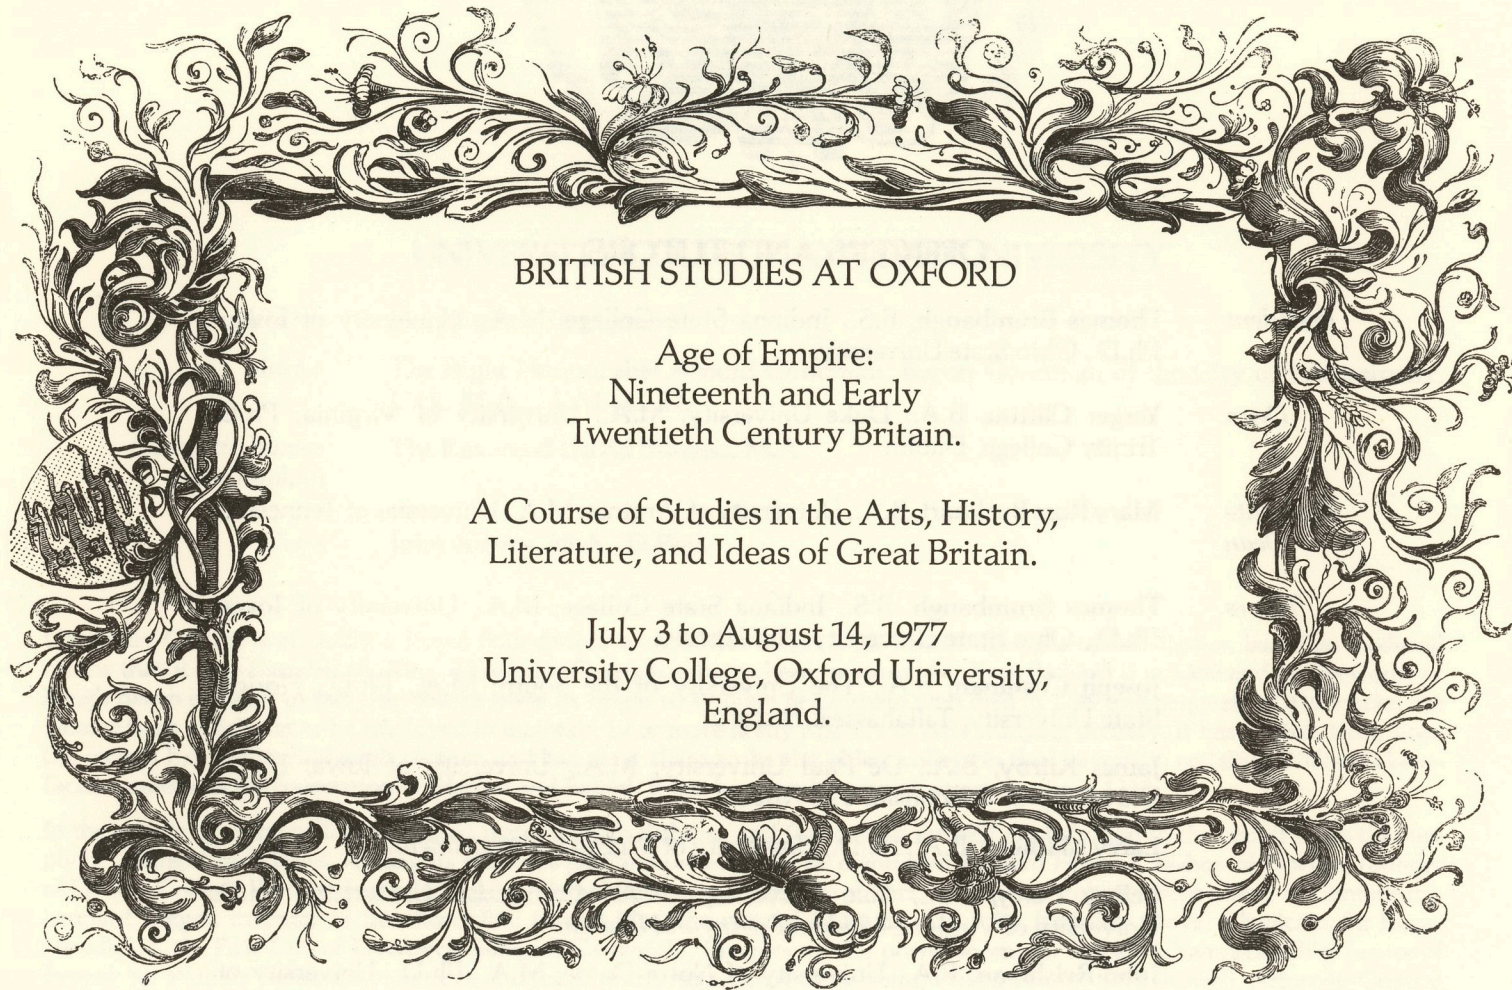 BRITISH STUDIES AT OXFORD
Age of Empire:
Nineteenth and Early
Twentieth Century Britain.
A Course of Studies in the Arts, History,
Literature, and Ideas of Great Britain.
July 3 to August 14, 1977
University College, Oxford University,
England.